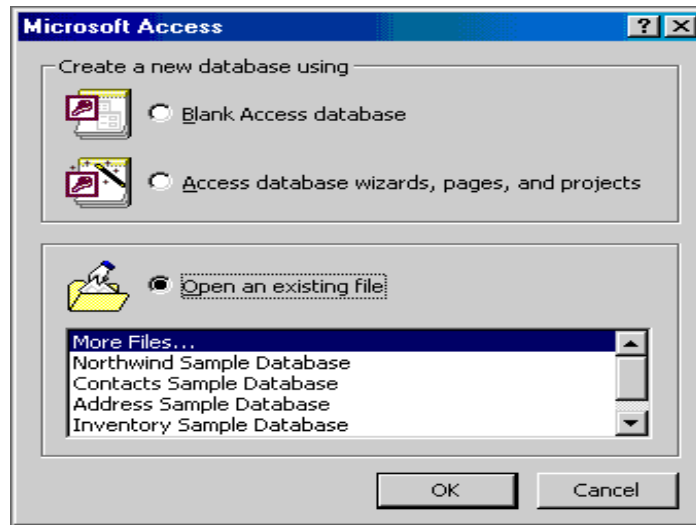 Microsoft Access
Create a new database using
Blank Access database
Access database wizards, pages, and projects
Open an existing file
More Files...
Northwind Sample Database
Contacts Sample Database
Address Sample Database
Inventory Sample Database
OK Cancel